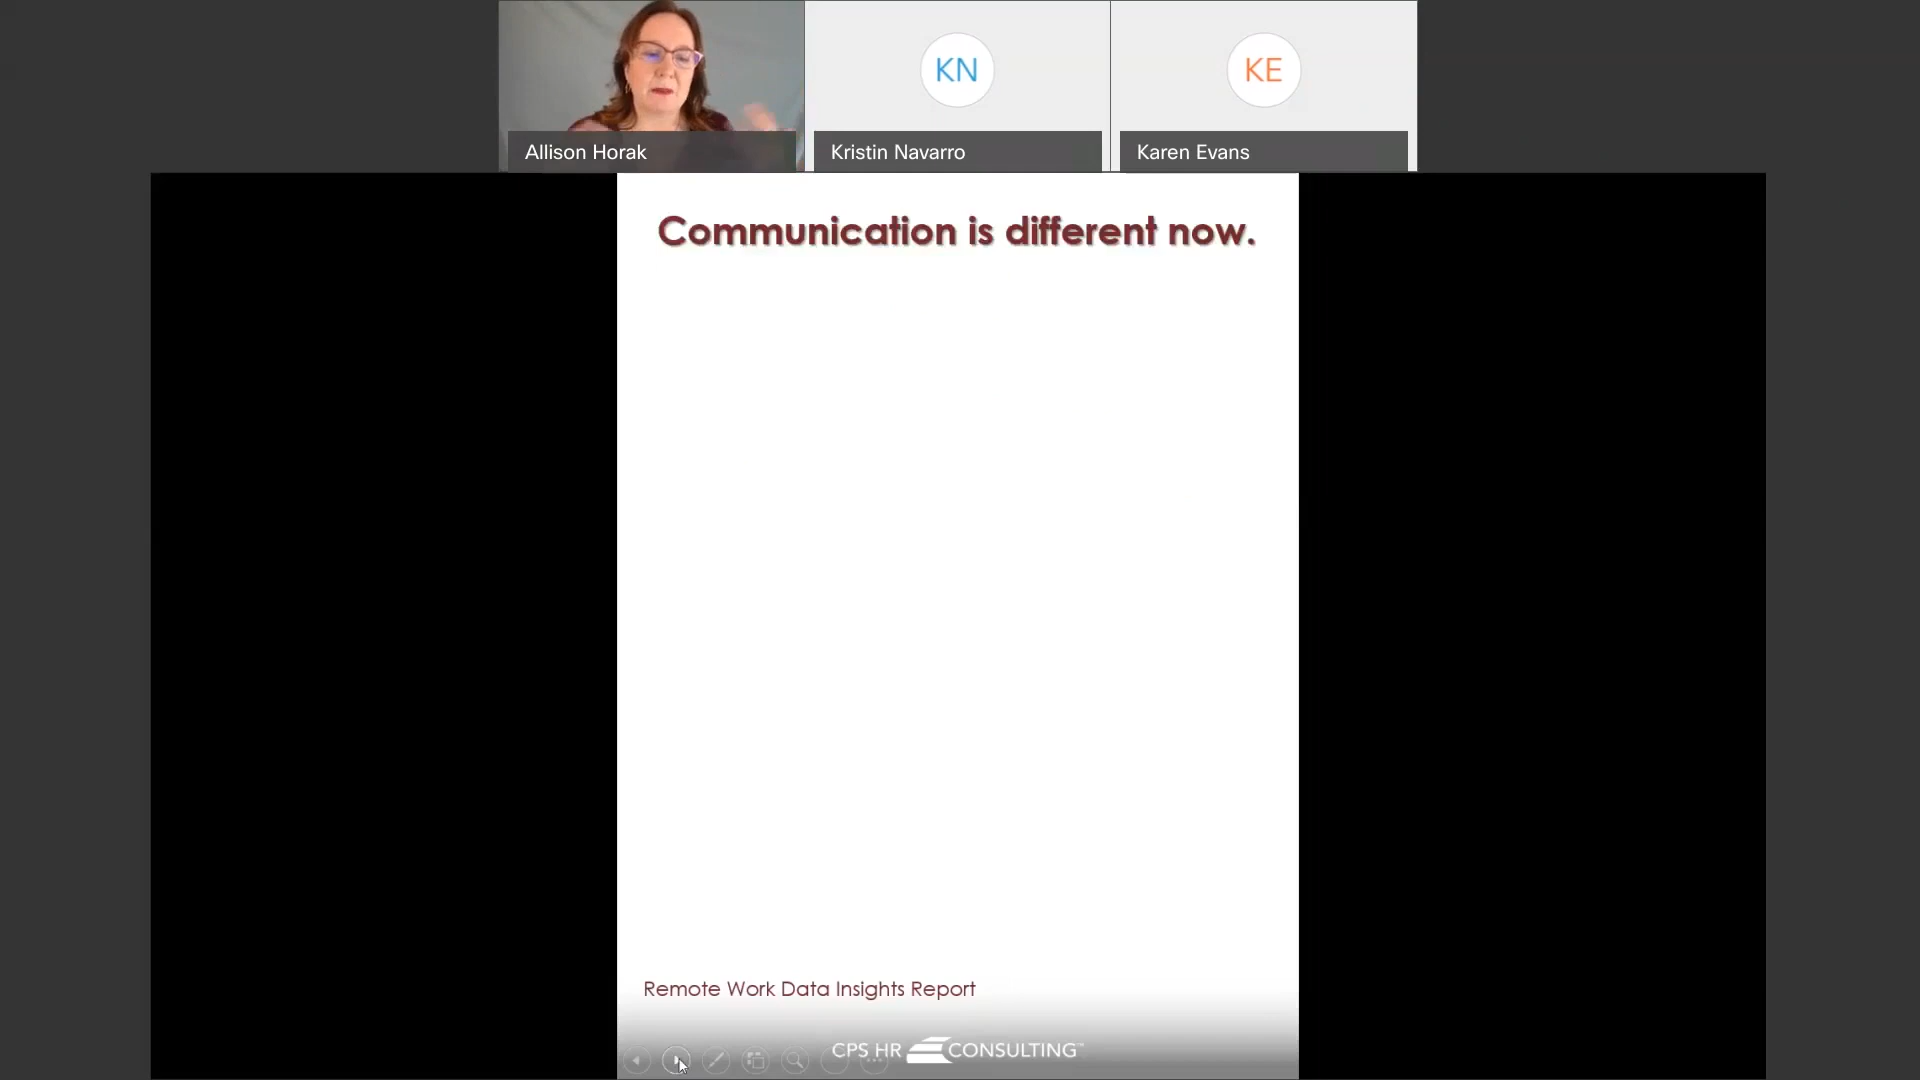 KN
KE
Allison Horak
Kristin Navarro
Karen Evans
Communication is different now.
Remote Work Data Insights Report
CPS HR CONSULTING™